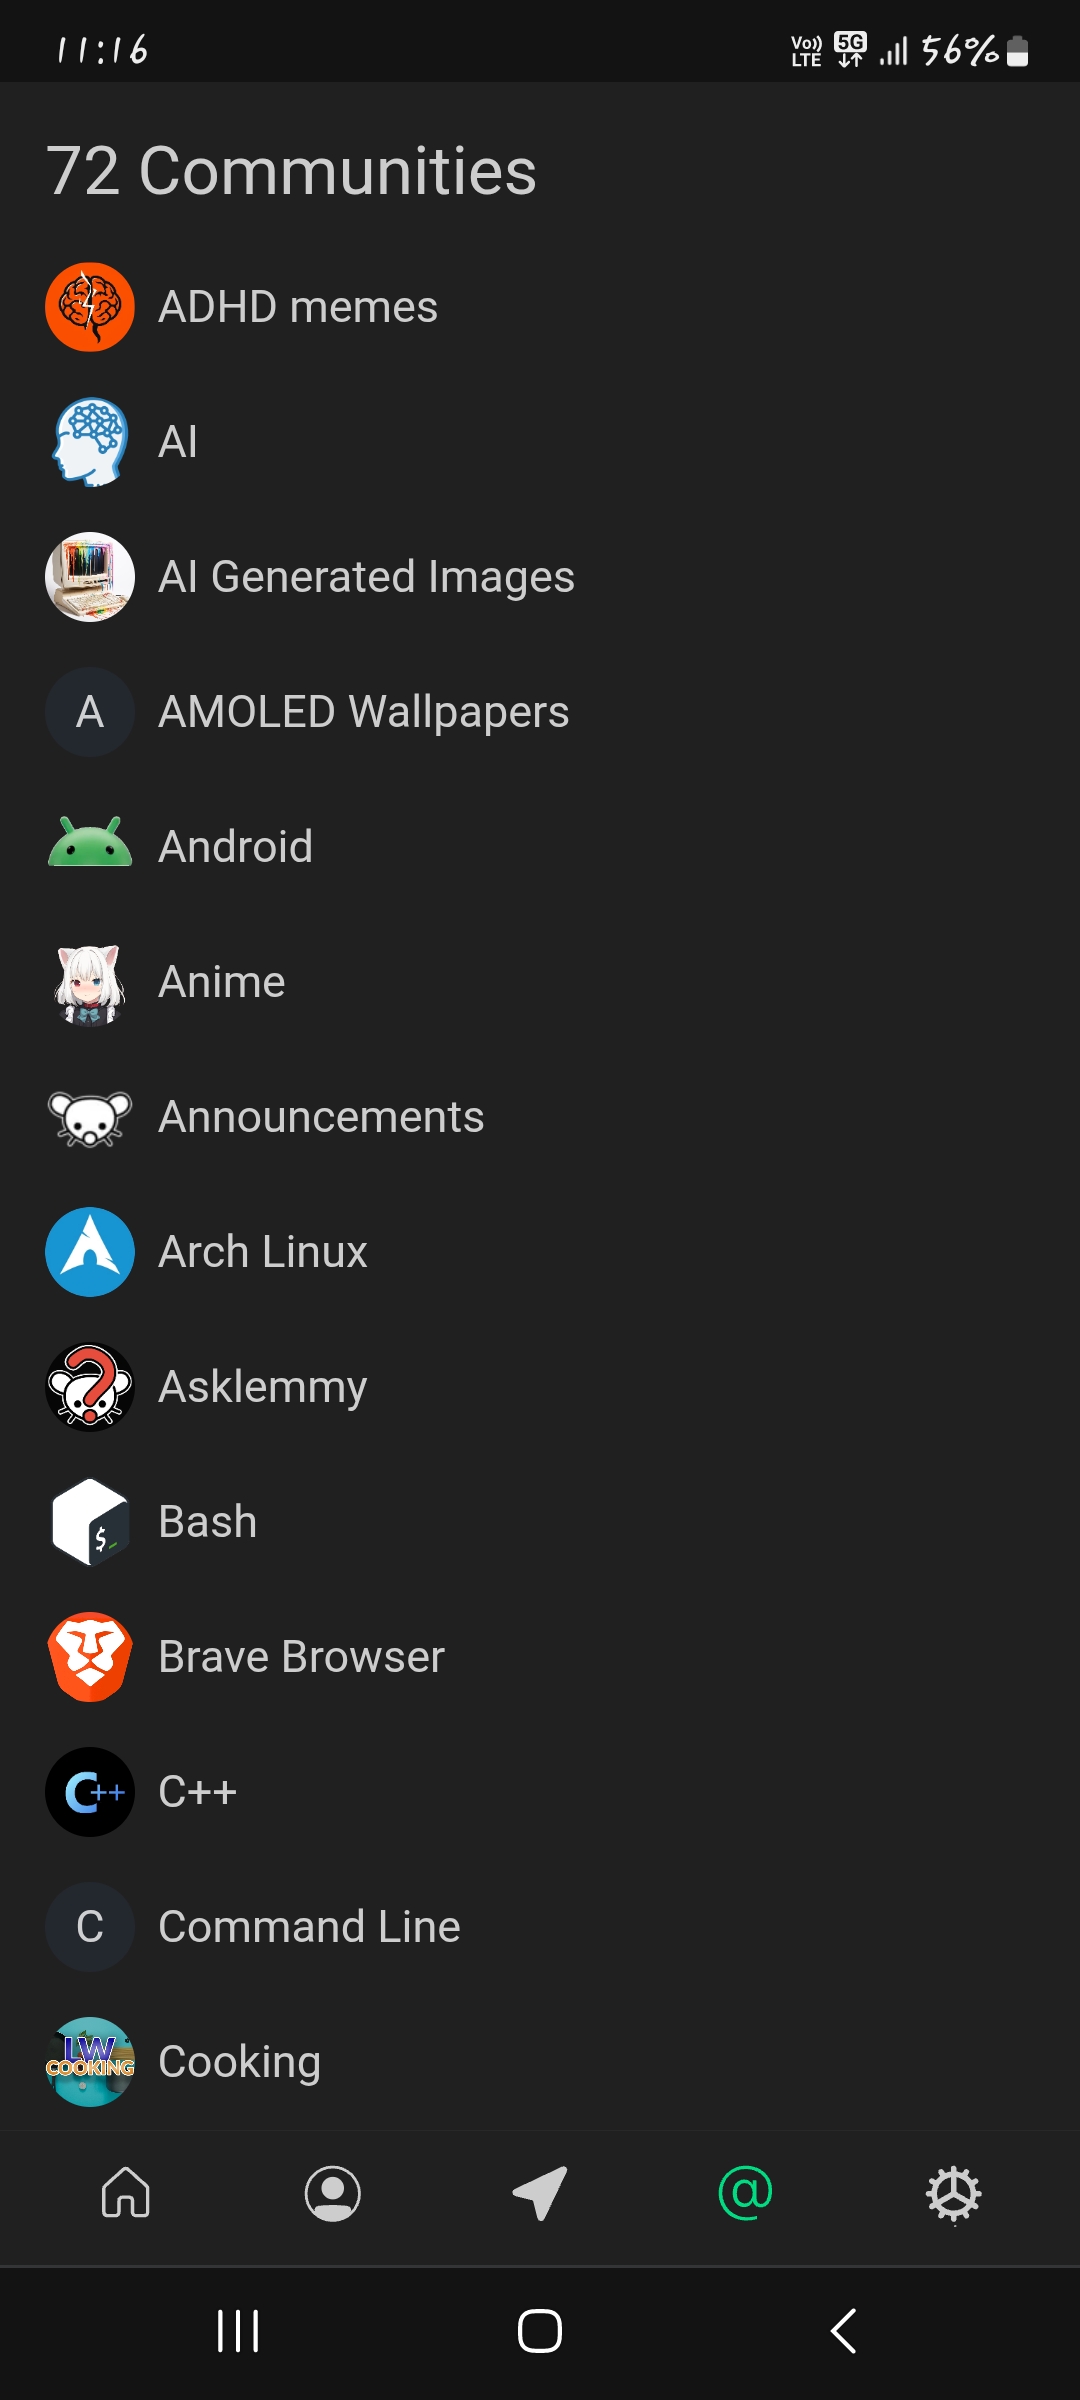 11:16
Vo)) LTE 5G 56%
72 Communities
ADHD memes
AI
AI Generated Images
A AMOLED Wallpapers
Android
Anime
Announcements
Arch Linux
? Asklemmy
$_ Bash
Brave Browser
C++ C++
C Command Line
LW COOKING Cooking
@